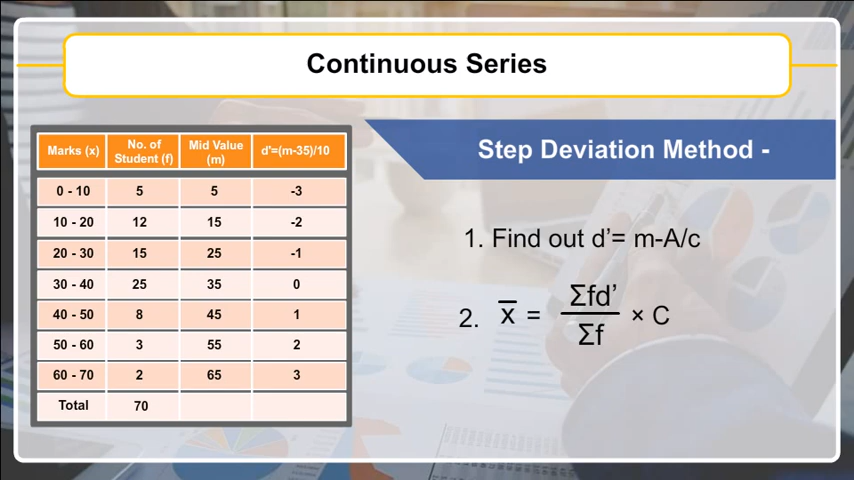 Continuous Series
Marks (x) No. of Student (f) Mid Value (m) d'=(m-35)/10
0 - 10 5 5 -3
10 - 20 12 15 -2
20 - 30 15 25 -1
30 - 40 25 35 0
40 - 50 8 45 1
50 - 60 3 55 2
60 - 70 2 65 3
Total 70
Step Deviation Method -
1. Find out d’= m-A/c
2. x̅ = Σfd’ / Σf × C